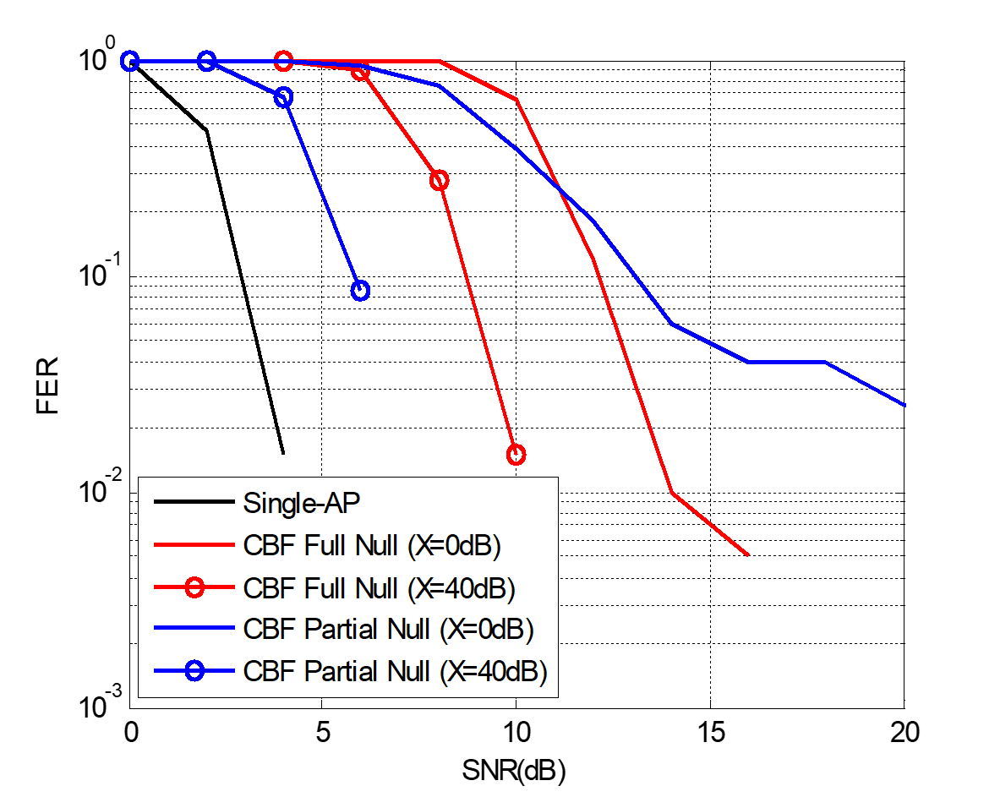 10^0
10^-1
10^-2
10^-3
FER
Single-AP
CBF Full Null (X=0dB)
CBF Full Null (X=40dB)
CBF Partial Null (X=0dB)
CBF Partial Null (X=40dB)
0 5 10 15 20
SNR(dB)